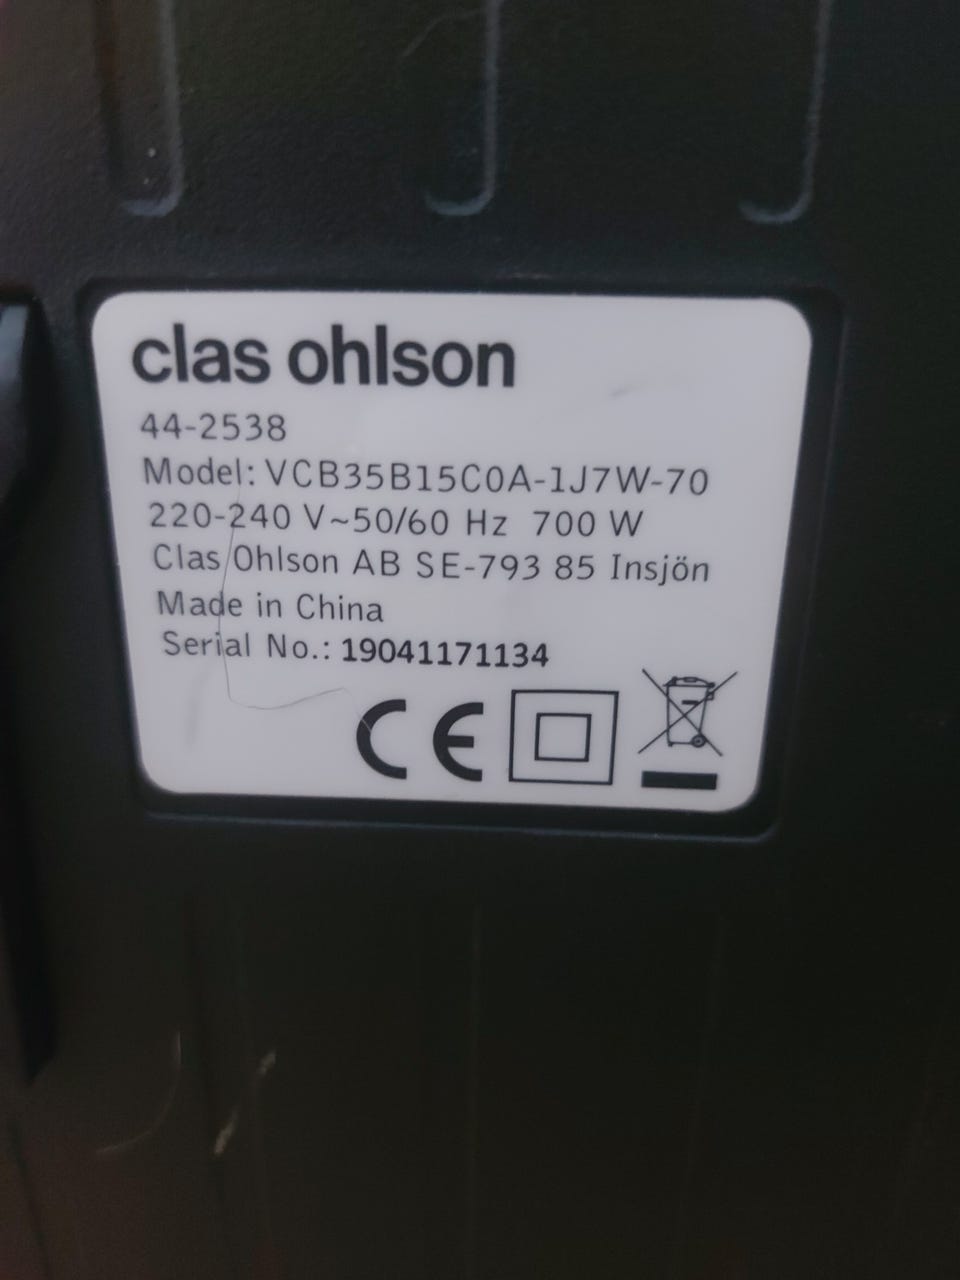 clas ohlson
44-2538
Model: VCB35B15C0A-1J7W-70
220-240 V~50/60 Hz 700 W
Clas Ohlson AB SE-793 85 Insjön
Made in China
Serial No.: 19041171134
CE